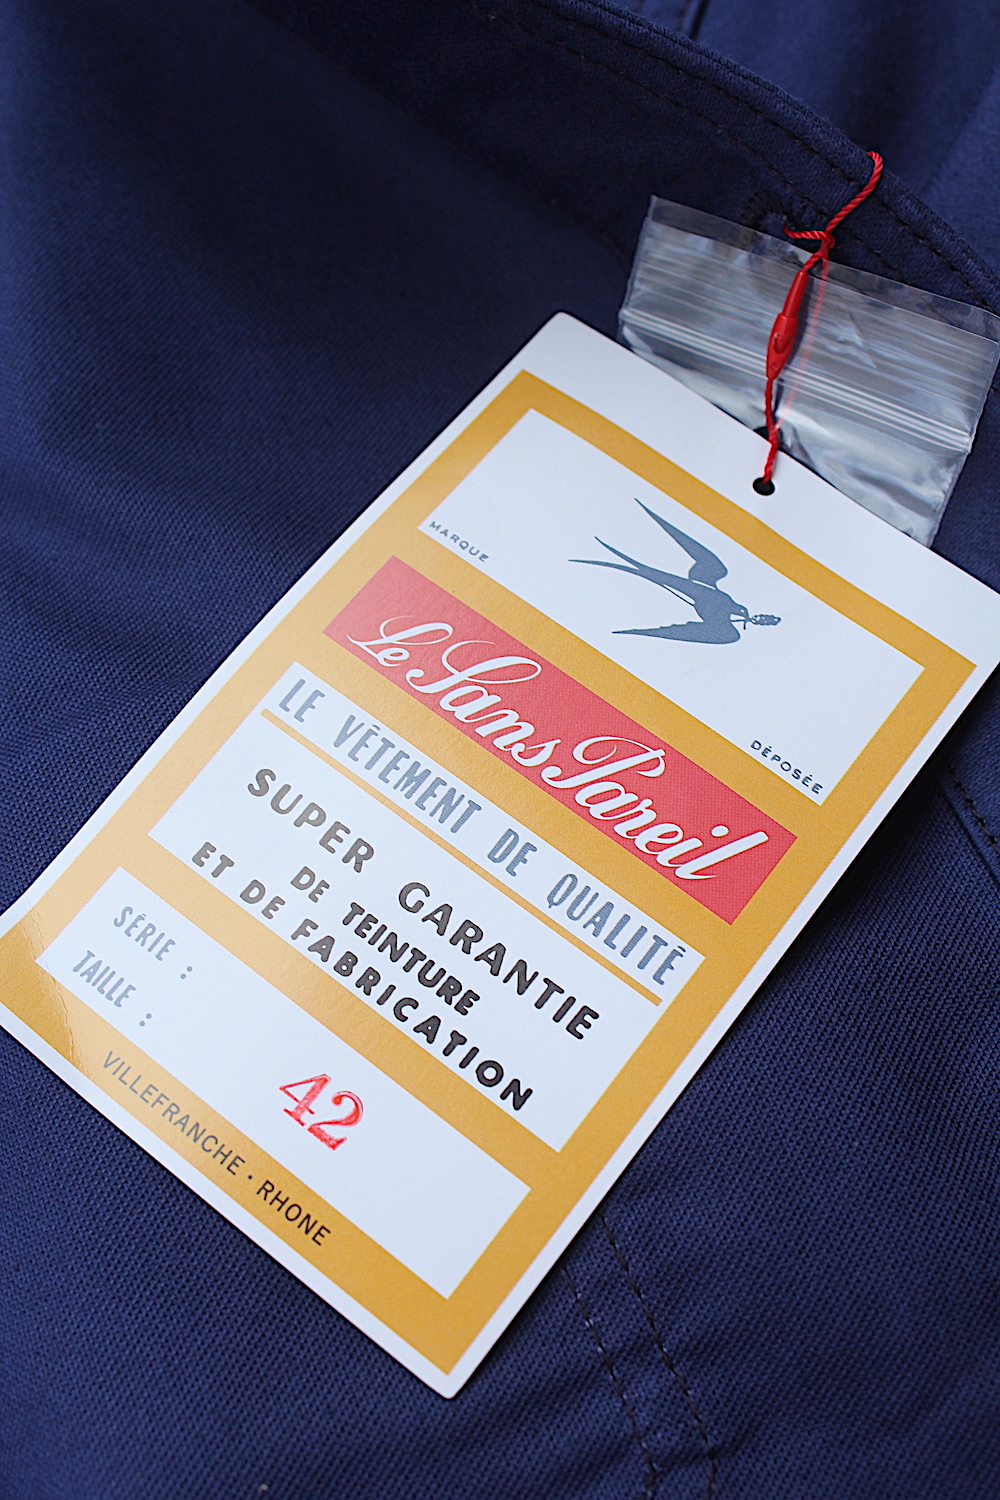 MARQUE
DÉPOSÉE
Le Sans Pareil
LE VÊTEMENT DE QUALITÉ
SUPER GARANTIE
DE TEINTURE
ET DE FABRICATION
SÉRIE :
TAILLE :
42
VILLEFRANCHE · RHONE